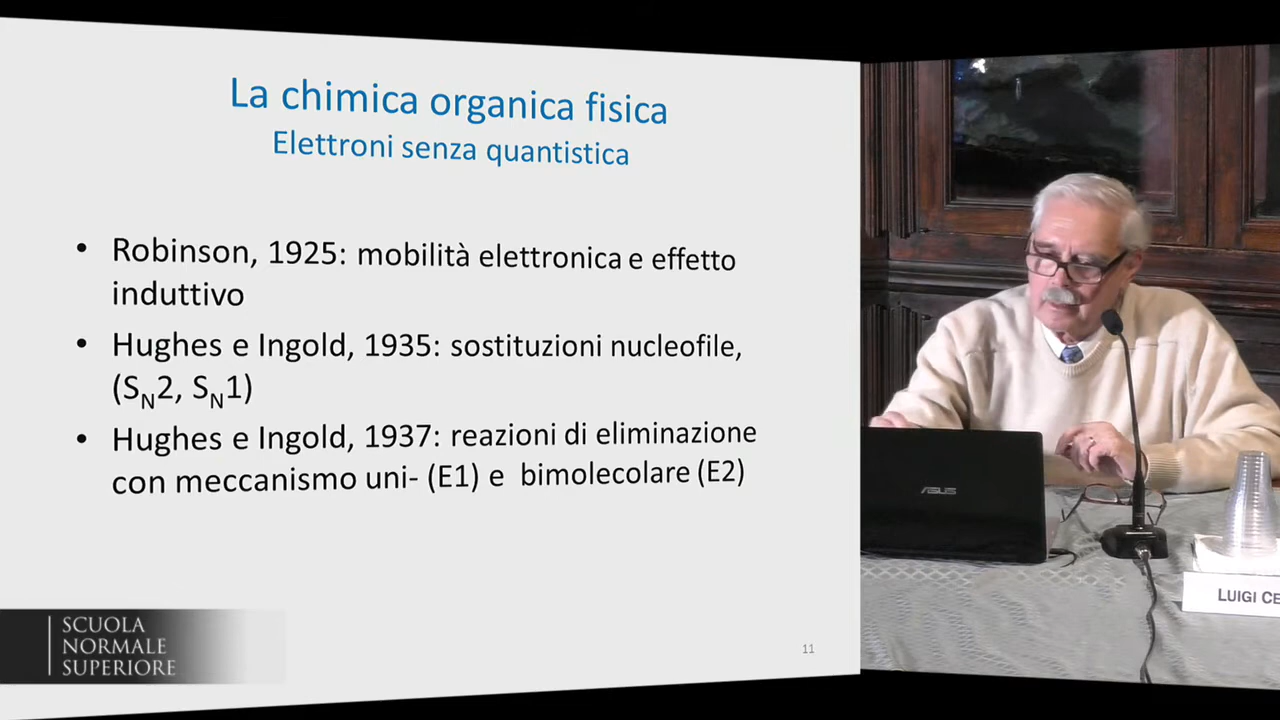 La chimica organica fisica
Elettroni senza quantistica
• Robinson, 1925: mobilità elettronica e effetto
induttivo
• Hughes e Ingold, 1935: sostituzioni nucleofile,
(SN2, SN1)
• Hughes e Ingold, 1937: reazioni di eliminazione
con meccanismo uni- (E1) e bimolecolare (E2)
SCUOLA
NORMALE
SUPERIORE
11
ASUS
LUIGI CE